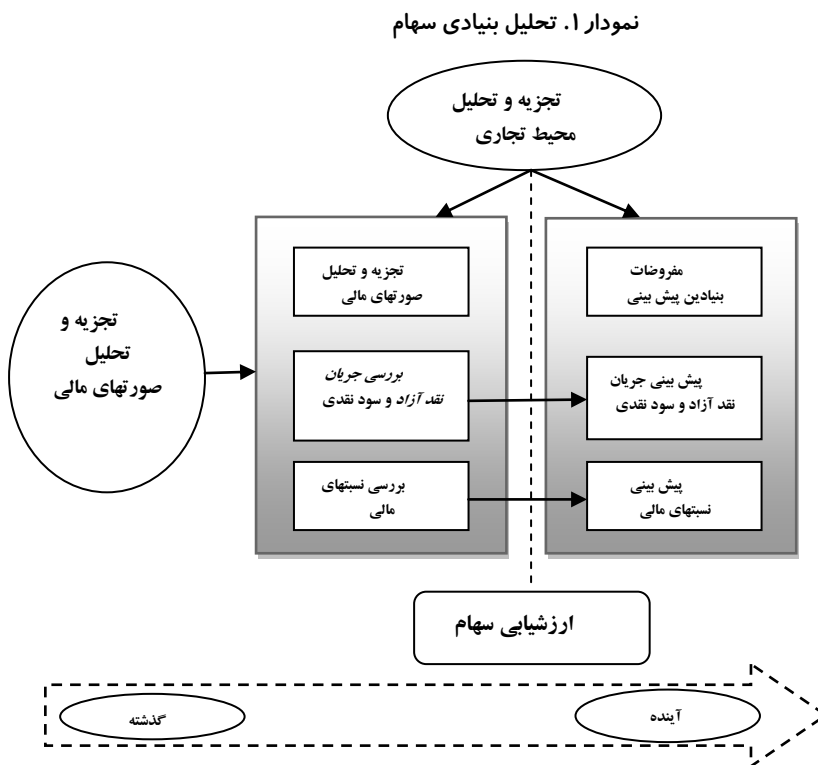 نمودار ۱. تحلیل بنیادی سهام
تجزیه و تحلیل
محیط تجاری
تجزیه و
تحلیل
صورتهای مالی
تجزیه و تحلیل
صورتهای مالی
بررسی جریان
نقد آزاد و سود نقدی
بررسی نسبتهای
مالی
مفروضات
بنیادین پیش بینی
پیش بینی جریان
نقد آزاد و سود نقدی
پیش بینی
نسبتهای مالی
ارزشیابی سهام
گذشته
آینده